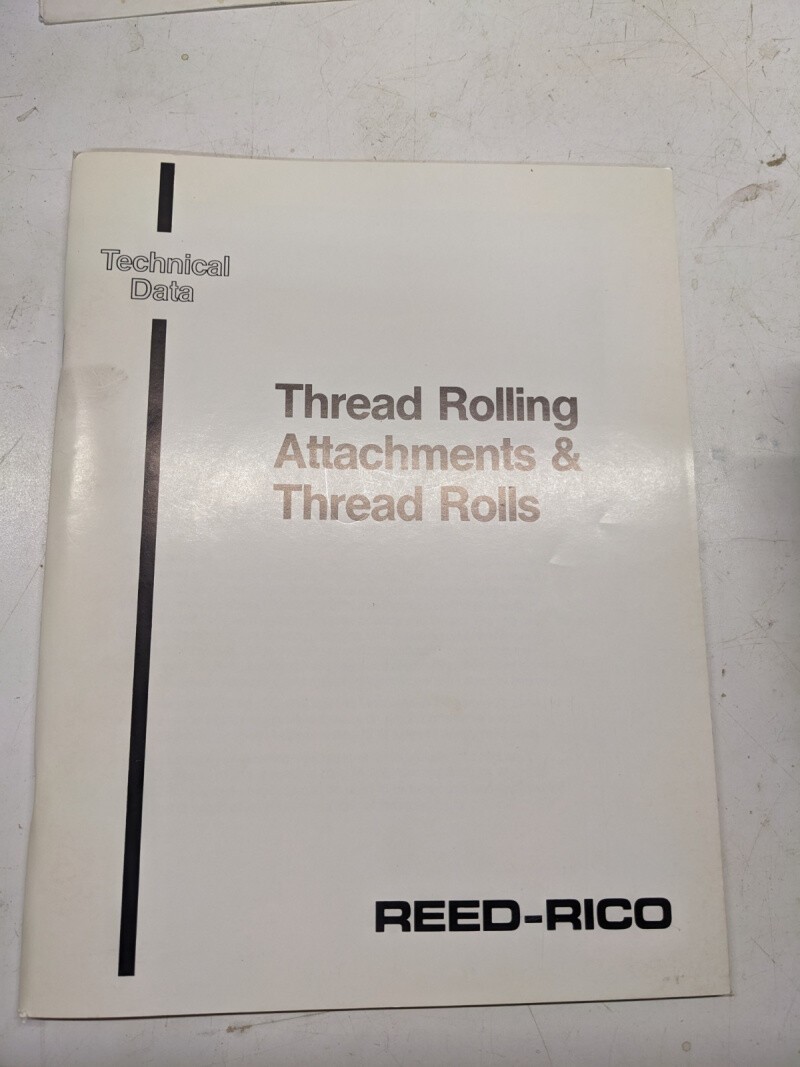 Technical
Data
Thread Rolling
Attachments &
Thread Rolls
REED-RICO